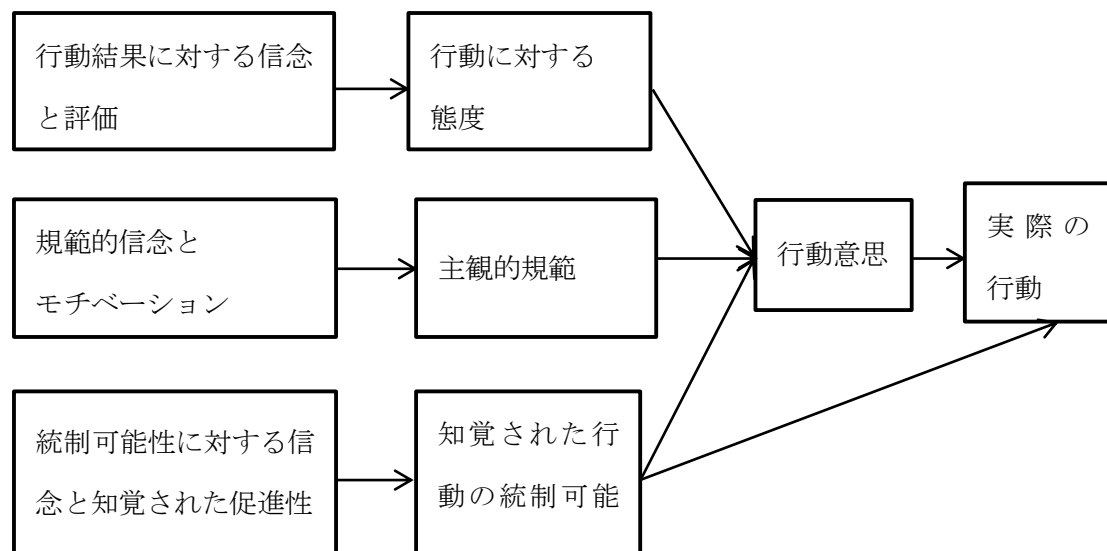 行動結果に対する信念
と評価
行動に対する
態度
規範的信念と
モチベーション
主観的規範
行動意思
実際の
行動
統制可能性に対する信
念と知覚された促進性
知覚された行
動の統制可能